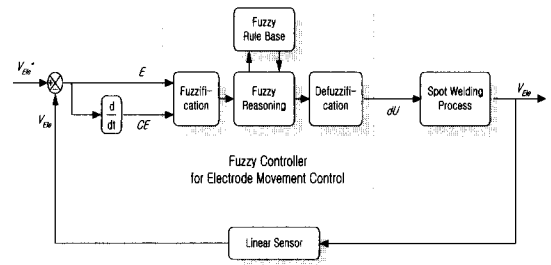 Fuzzy
Rule Base
V_Ele*
+
E
Fuzzifi-
cation
Fuzzy
Reasoning
Defuzzifi-
cation
Spot Welding
Process
V_Ele
V_Ele
d
dt
CE
dU
Fuzzy Controller
for Electrode Movement Control
Linear Sensor